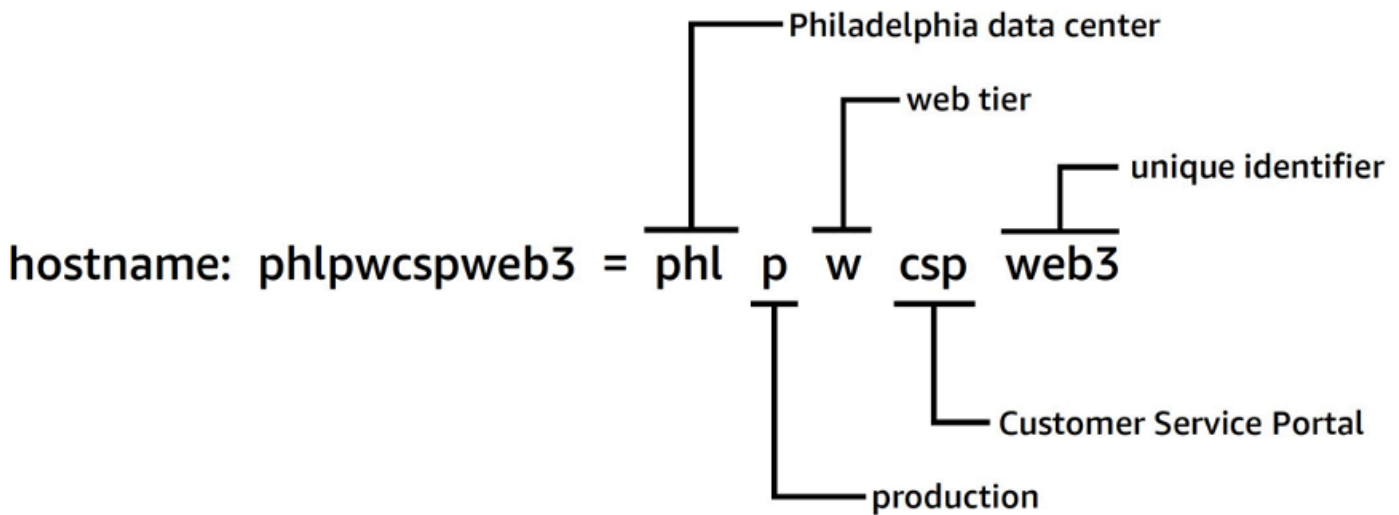 Philadelphia data center
web tier
unique identifier
hostname: phlpwcspweb3 = phl p w csp web3
Customer Service Portal
production